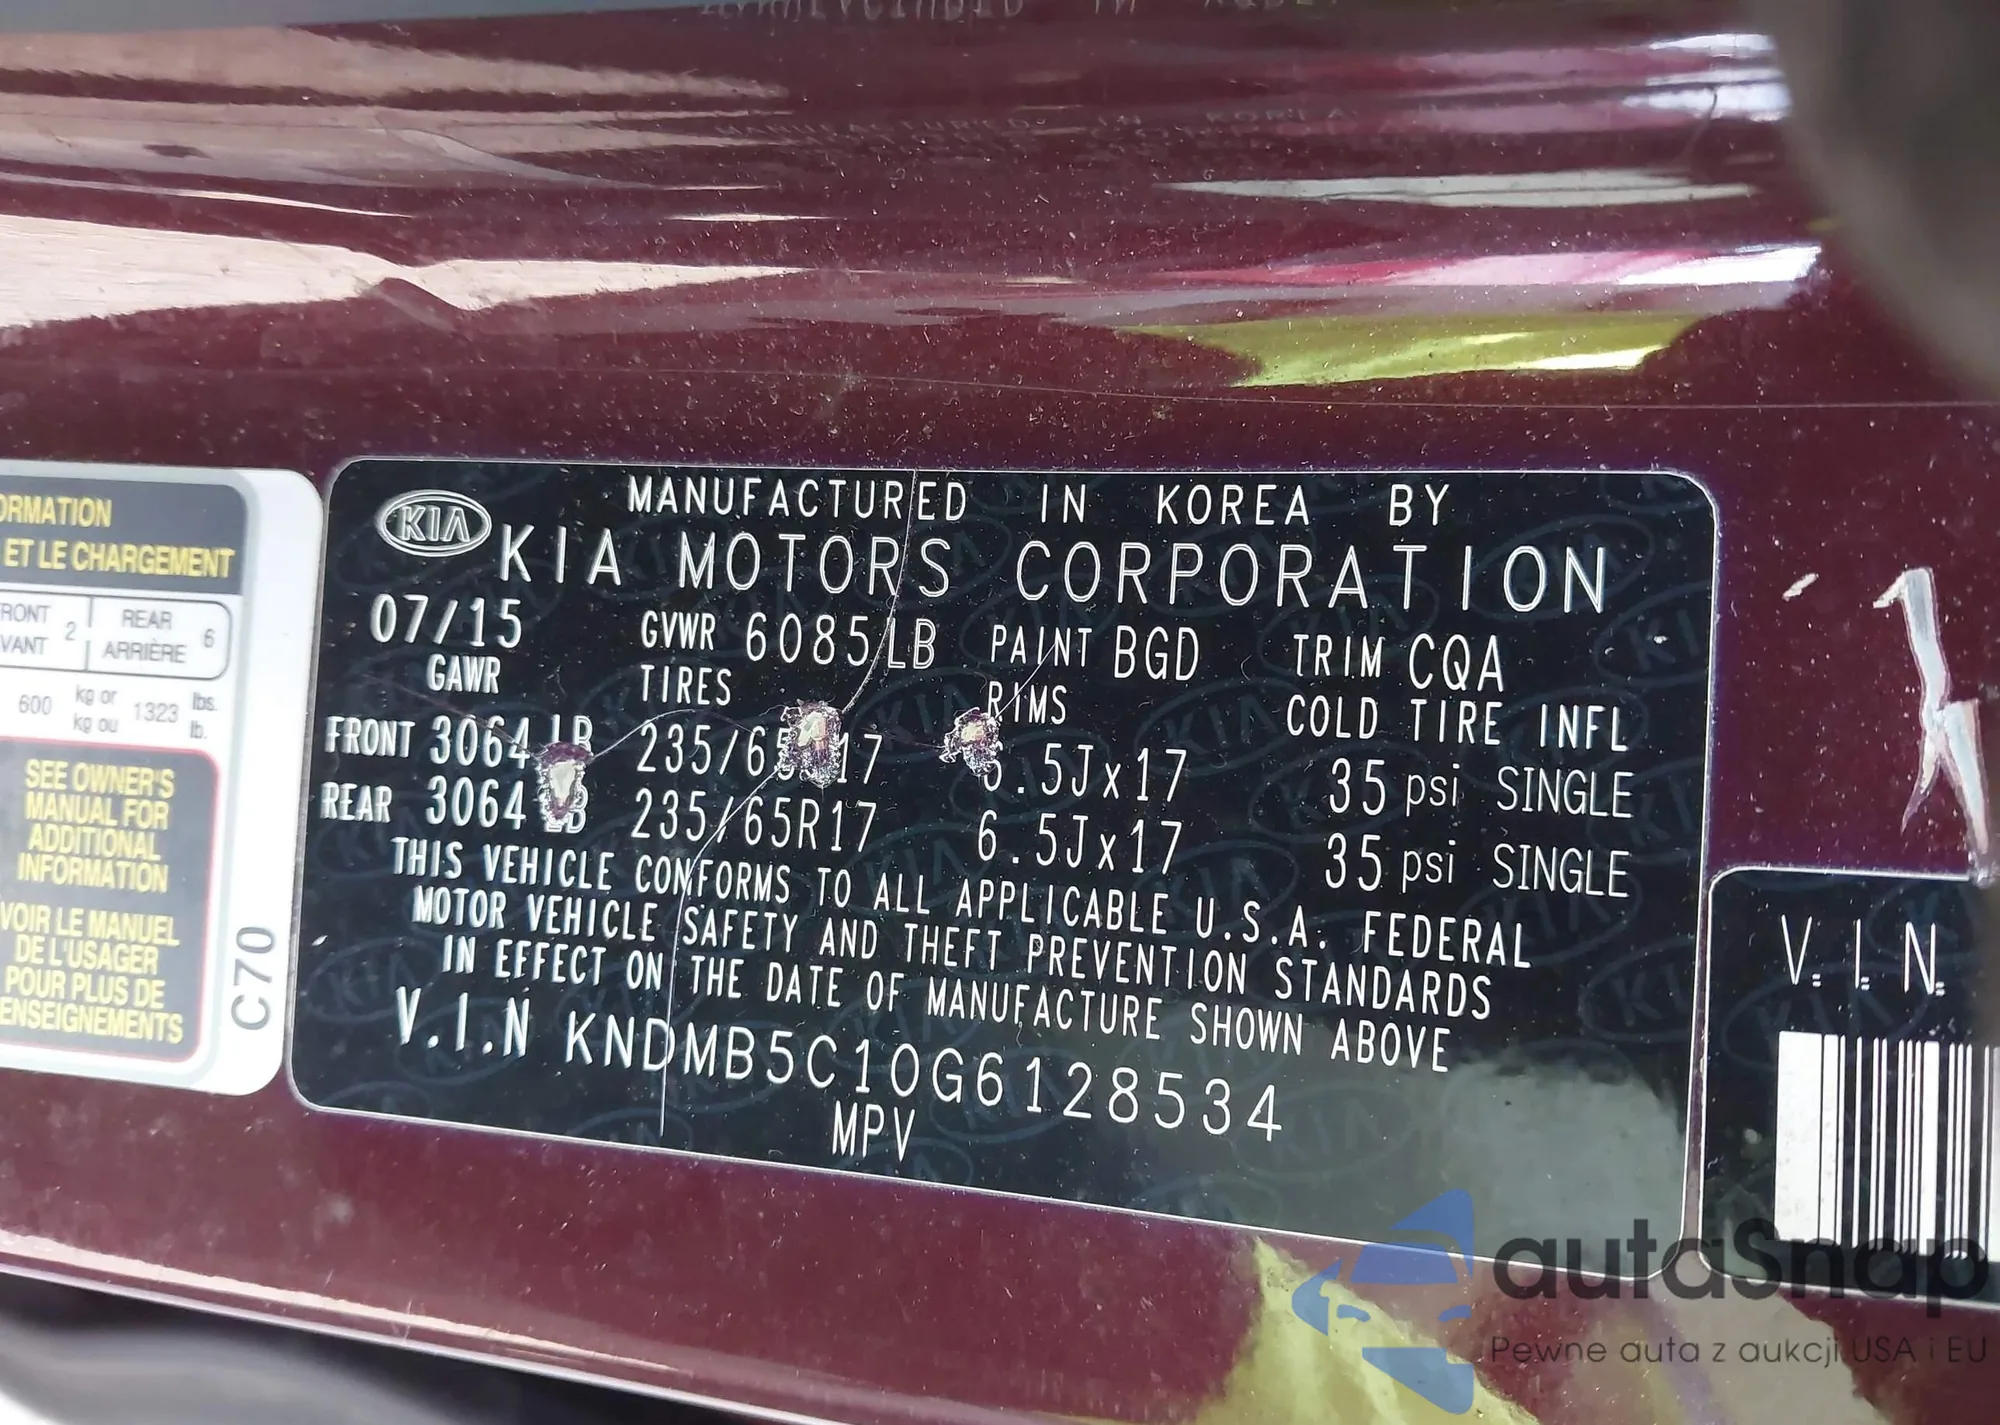 MANUFACTURED IN KOREA BY
KIA
KIA MOTORS CORPORATION
07/15 GVWR 6085LB PAINT BGD TRIM CQA
GAWR TIRES RIMS COLD TIRE INFL
FRONT 3064 LB 235/65 17 .5Jx17 35 psi SINGLE
REAR 3064 LB 235/65R17 6.5Jx17 35 psi SINGLE
THIS VEHICLE CONFORMS TO ALL APPLICABLE U.S.A. FEDERAL
MOTOR VEHICLE SAFETY AND THEFT PREVENTION STANDARDS
IN EFFECT ON THE DATE OF MANUFACTURE SHOWN ABOVE
V.I.N KNDMB5C10G6128534
MPV
ORMATION
ET LE CHARGEMENT
RONT 2 REAR 6
VANT ARRIÈRE
600 kg or 1323 lbs.
kg ou lb.
SEE OWNER'S
MANUAL FOR
ADDITIONAL
INFORMATION
VOIR LE MANUEL
DE L'USAGER
POUR PLUS DE
ENSEIGNEMENTS
C70
V.I.N.
autaSnap
Pewne auta z aukcji USA i EU